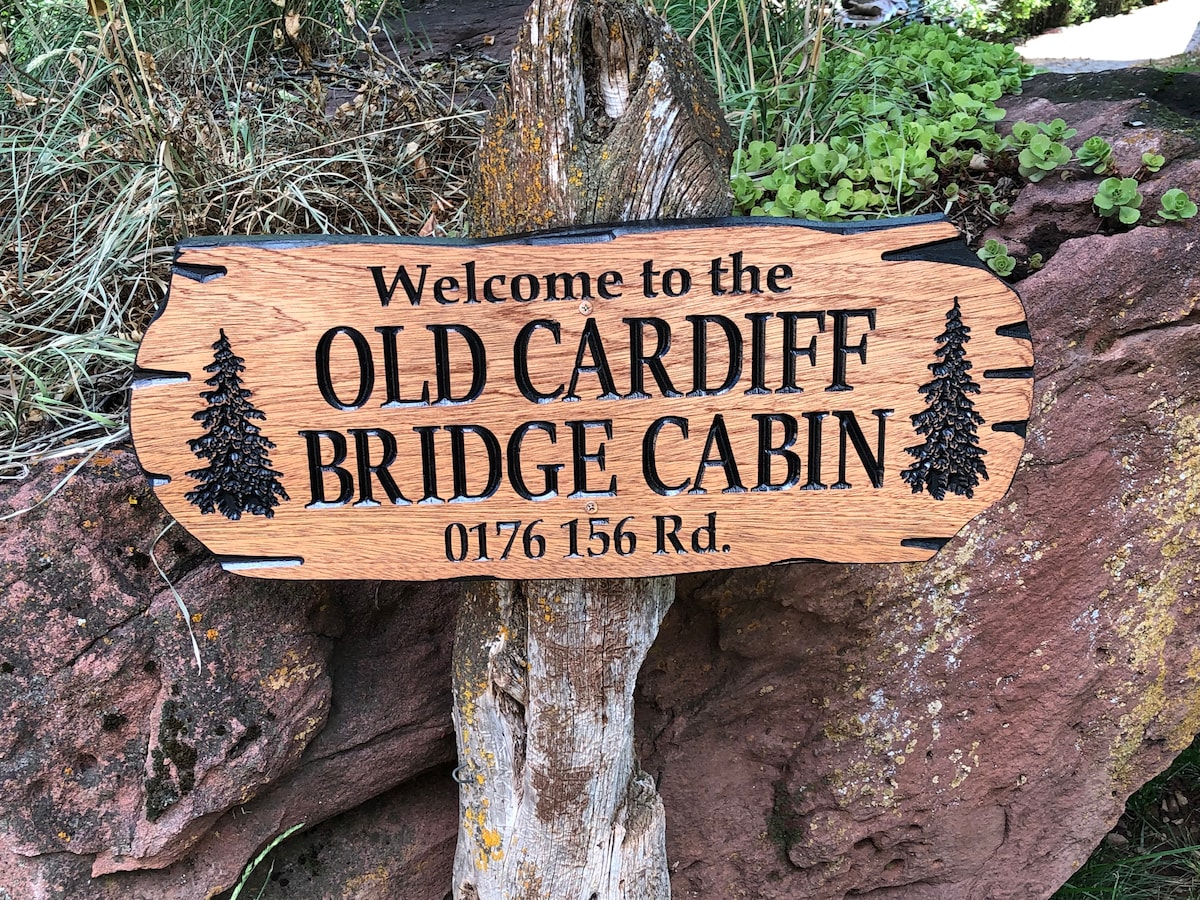 Welcome to the
OLD CARDIFF
BRIDGE CABIN
0176 156 Rd.